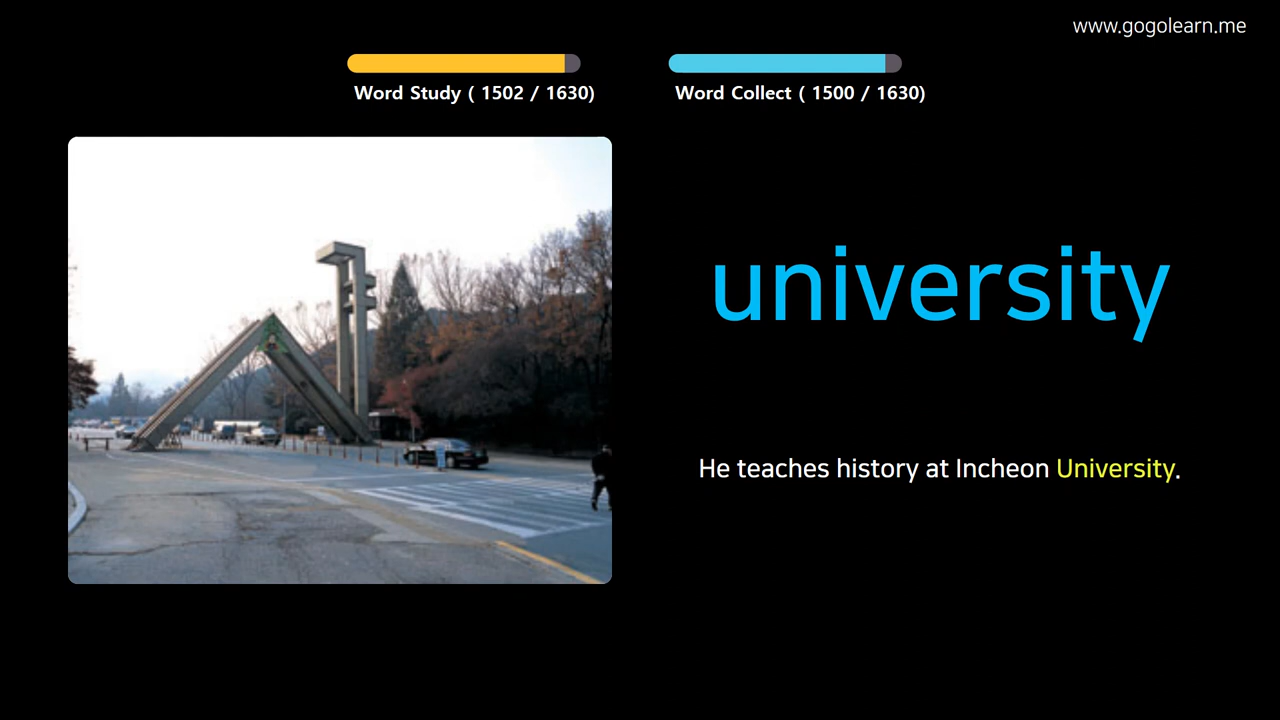 www.gogolearn.me
Word Study ( 1502 / 1630)
Word Collect ( 1500 / 1630)
university
He teaches history at Incheon University.